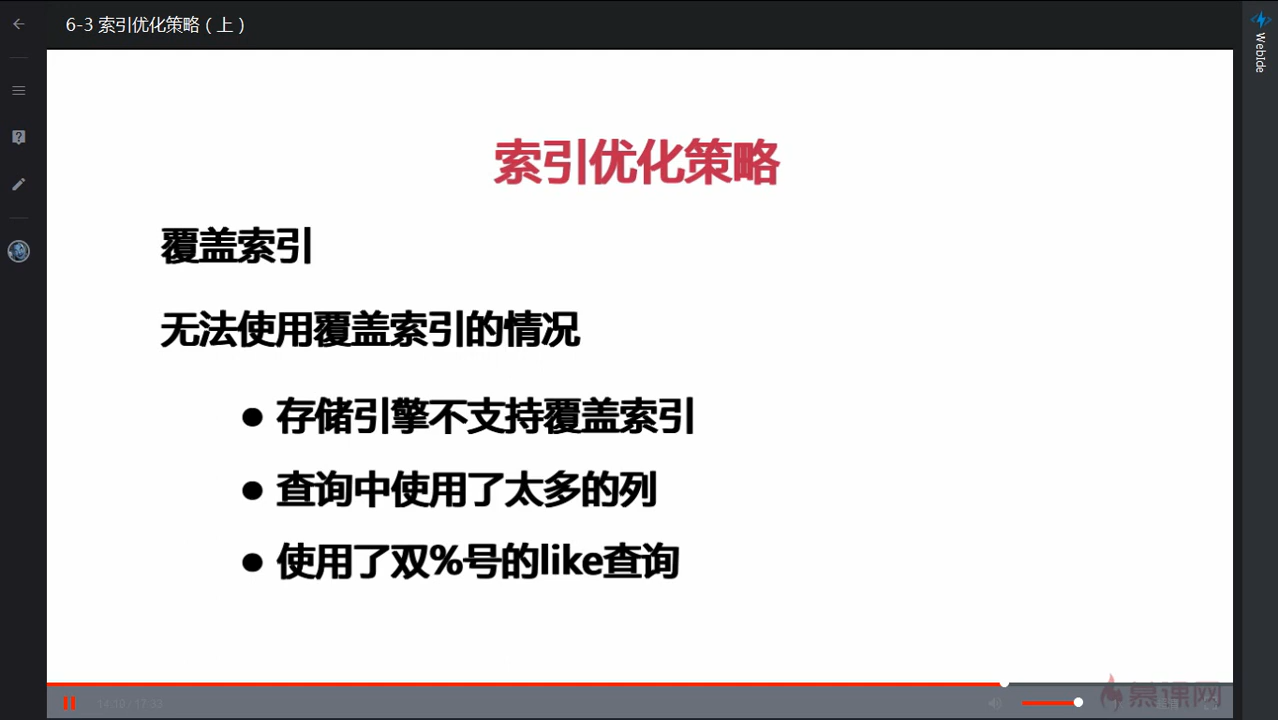 6-3 索引优化策略（上）
WebIde
索引优化策略
覆盖索引
无法使用覆盖索引的情况
● 存储引擎不支持覆盖索引
● 查询中使用了太多的列
● 使用了双%号的like查询
14:10 / 17:33
慕课网